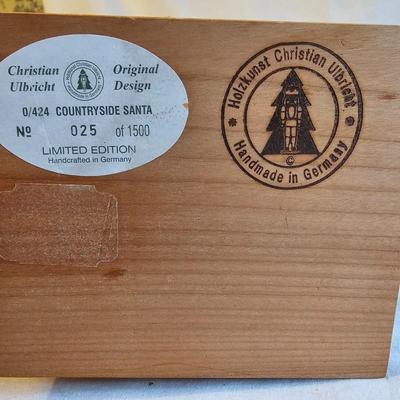 Christian Original
Ulbricht Design
0/424 COUNTRYSIDE SANTA
Nº 025 of 1500
LiMITED EDITION
Handcrafted in Germany
Holzkunst Christian Ulbricht
©
Handmade in Germany